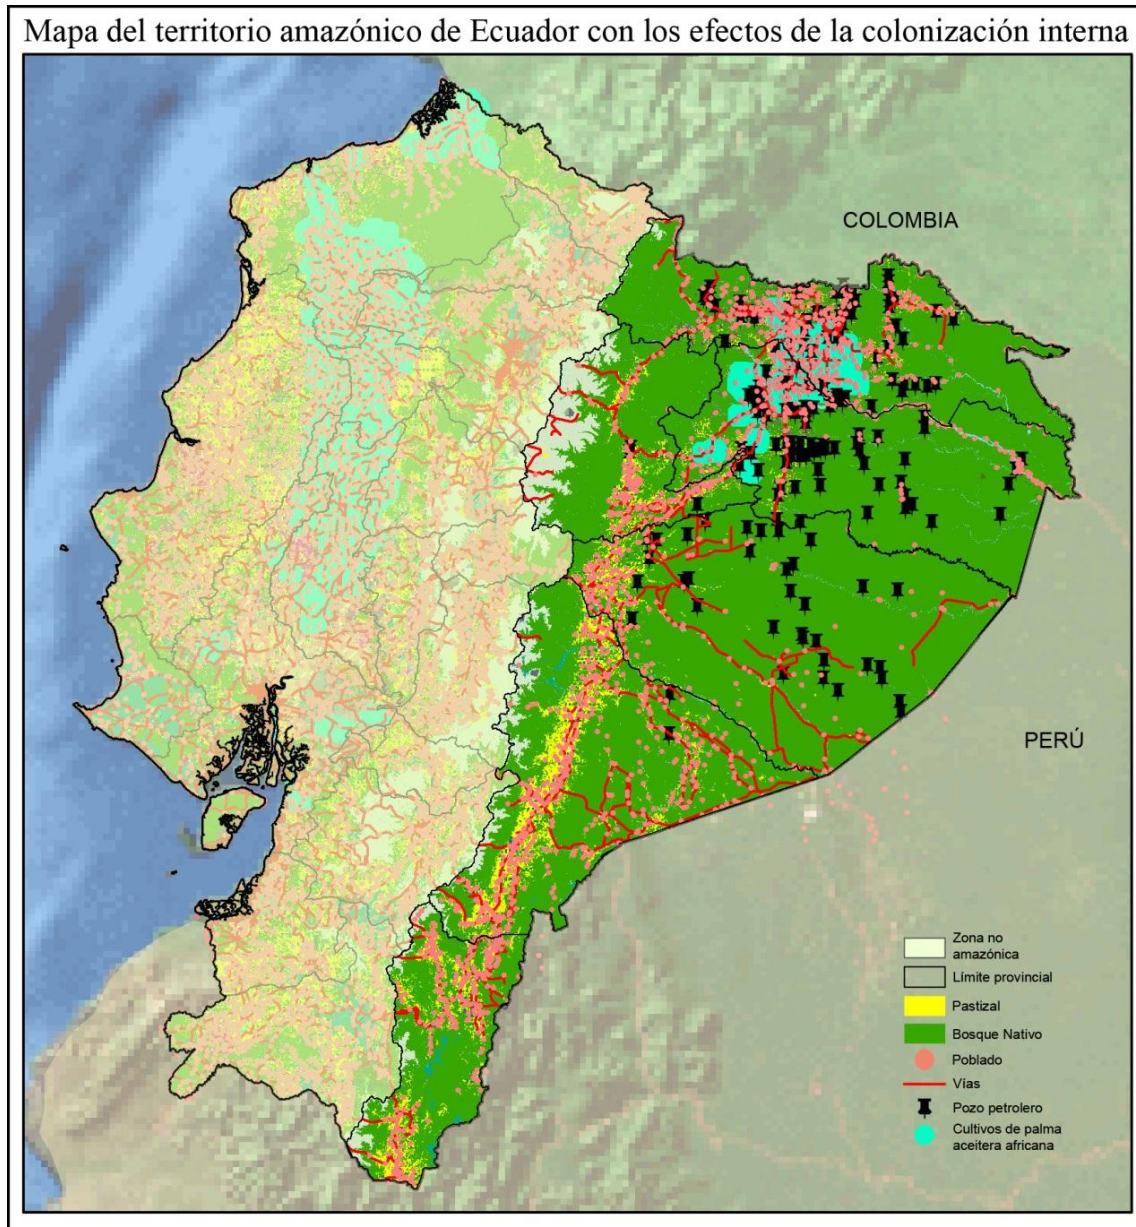 Mapa del territorio amazónico de Ecuador con los efectos de la colonización interna
COLOMBIA
PERÚ
Zona no
amazónica
Límite provincial
Pastizal
Bosque Nativo
Poblado
Vías
Pozo petrolero
Cultivos de palma
aceitera africana